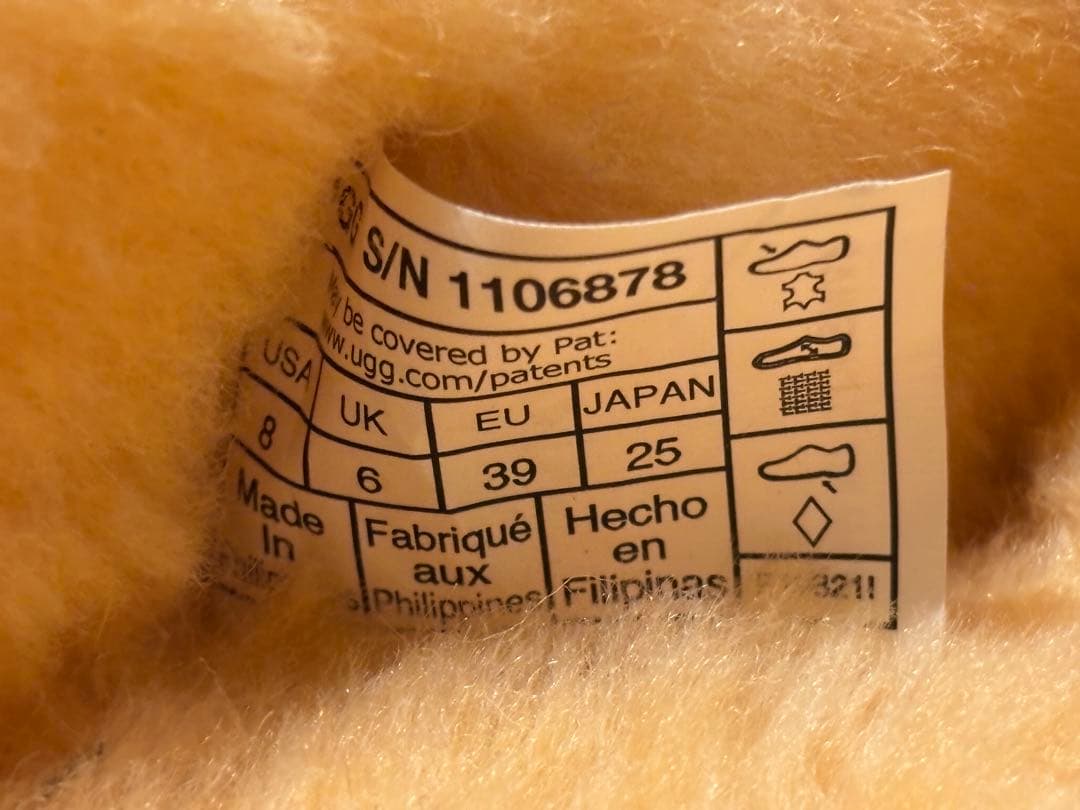 S/N 1106878
be covered by Pat:
www.ugg.com/patents
USA UK EU JAPAN
8 6 39 25
Made In
Fabriqué aux Philippines
Hecho en Filipinas